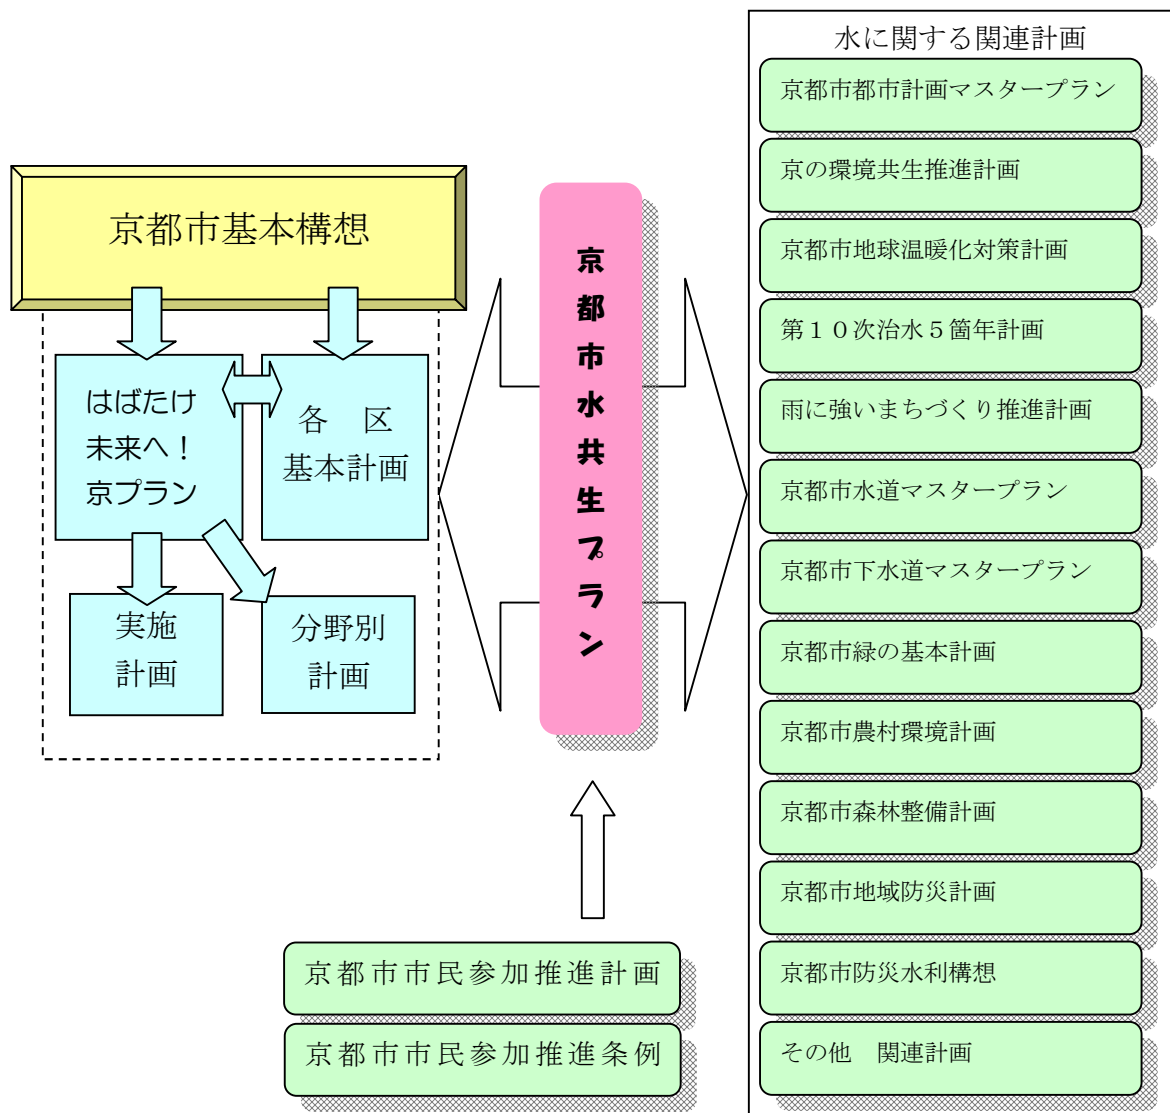 京都市基本構想
はばたけ
未来へ！
京プラン
各　区
基本計画
実施
計画
分野別
計画
京都市水共生プラン
京都市市民参加推進計画
京都市市民参加推進条例
水に関する関連計画
京都市都市計画マスタープラン
京の環境共生推進計画
京都市地球温暖化対策計画
第１０次治水５箇年計画
雨に強いまちづくり推進計画
京都市水道マスタープラン
京都市下水道マスタープラン
京都市緑の基本計画
京都市農村環境計画
京都市森林整備計画
京都市地域防災計画
京都市防災水利構想
その他　関連計画